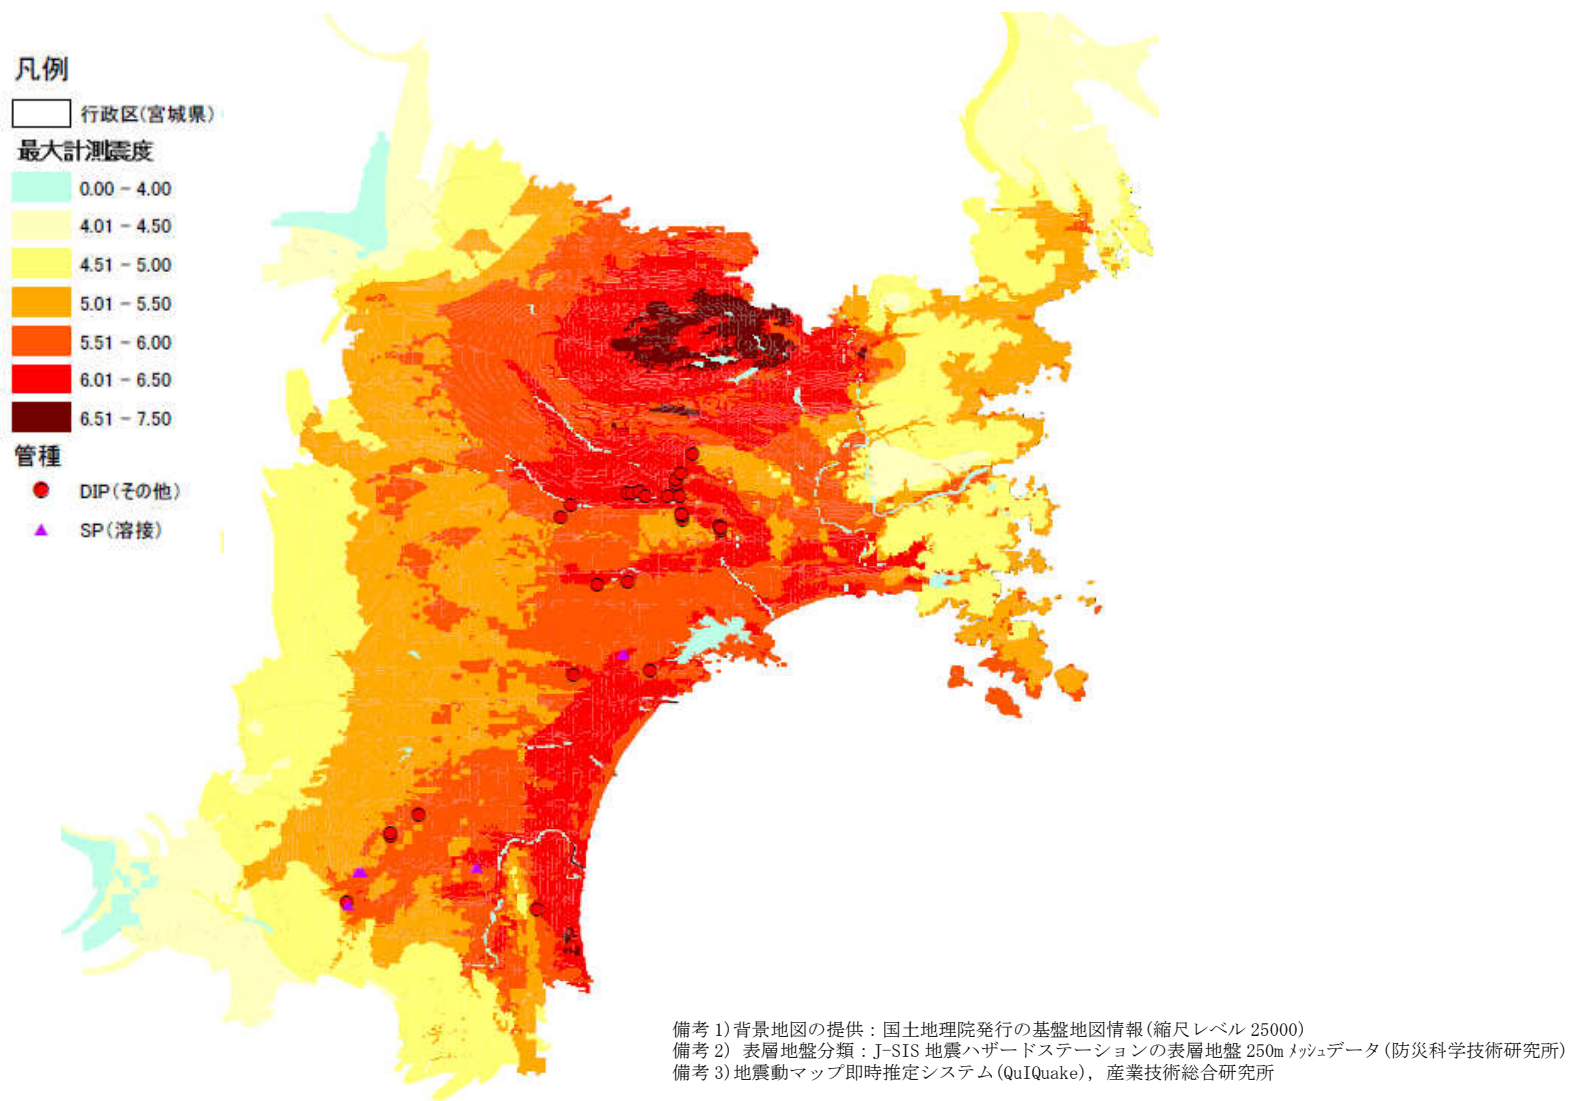 凡例
行政区(宮城県)
最大計測震度
0.00 - 4.00
4.01 - 4.50
4.51 - 5.00
5.01 - 5.50
5.51 - 6.00
6.01 - 6.50
6.51 - 7.50
管種
DIP(その他)
SP(溶接)
備考 1)背景地図の提供：国土地理院発行の基盤地図情報(縮尺レベル 25000)
備考 2) 表層地盤分類：J-SIS 地震ハザードステーションの表層地盤 250m メッシュデータ(防災科学技術研究所)
備考 3)地震動マップ即時推定システム(QuIQuake)，産業技術総合研究所